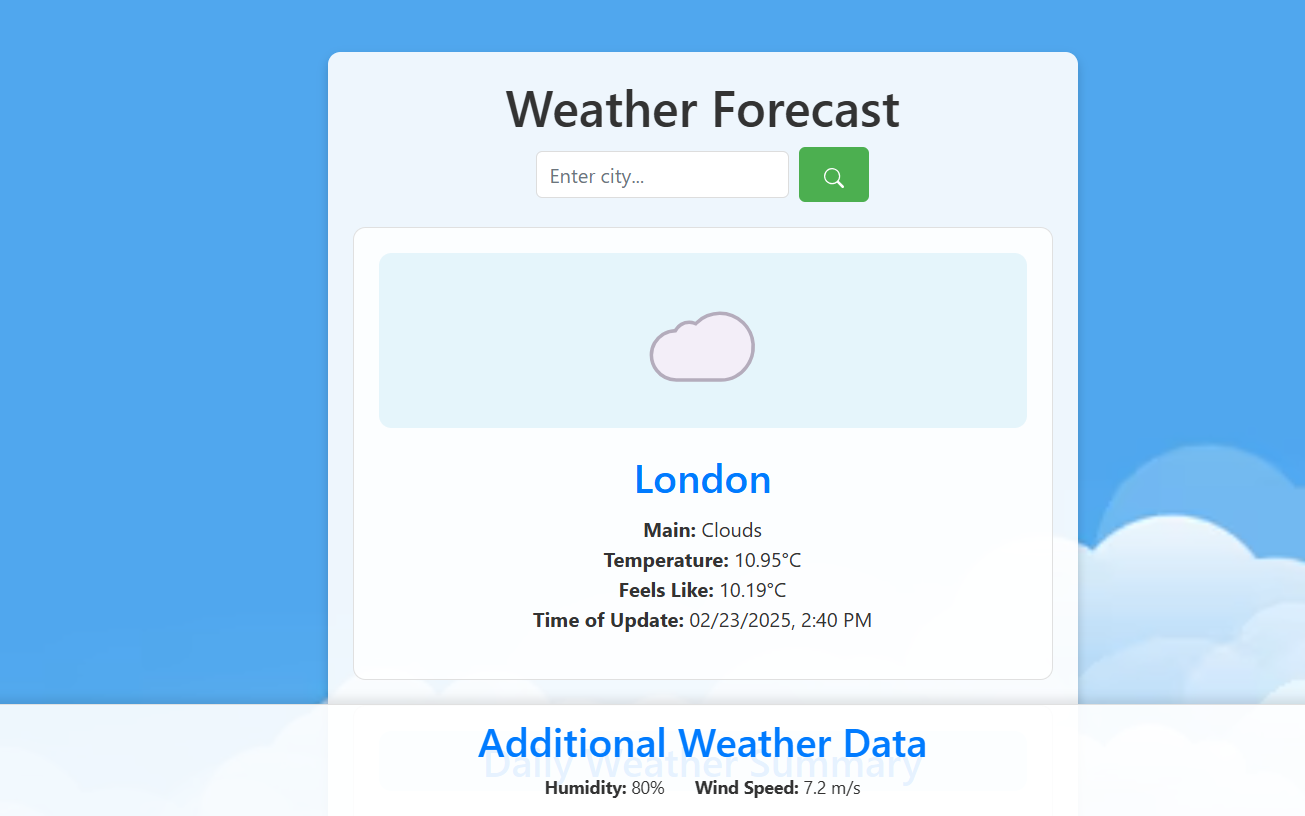 Weather Forecast
Enter city...
London
Main: Clouds
Temperature: 10.95°C
Feels Like: 10.19°C
Time of Update: 02/23/2025, 2:40 PM
Additional Weather Data
Daily Weather Summary
Humidity: 80% Wind Speed: 7.2 m/s